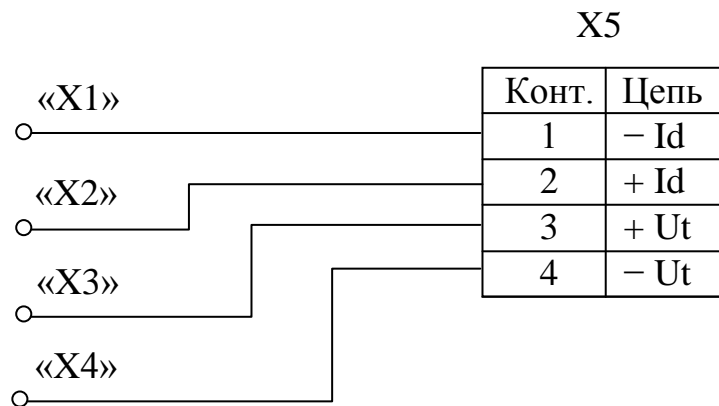 X5
Конт. Цепь
«X1»
1 − Id
«X2»
2 + Id
3 + Ut
«X3»
4 − Ut
«X4»